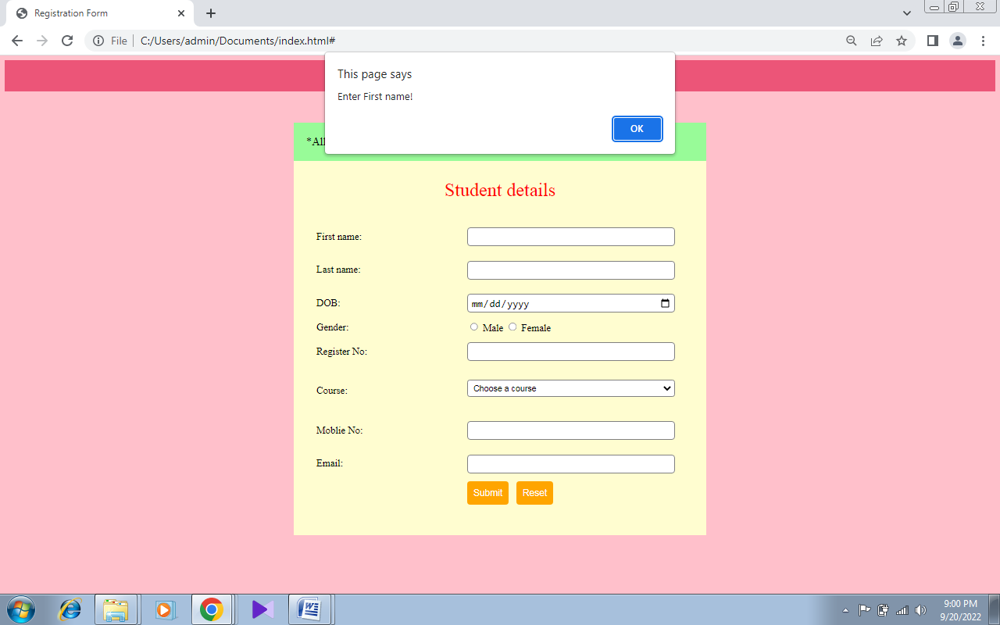 Registration Form
File
C:/Users/admin/Documents/index.html#
This page says
Enter First name!
OK
Student details
First name:
Last name:
DOB: mm/dd/yyyy
Gender: Male Female
Register No:
Course: Choose a course
Moblie No:
Email:
Submit Reset
9:00 PM
9/20/2022